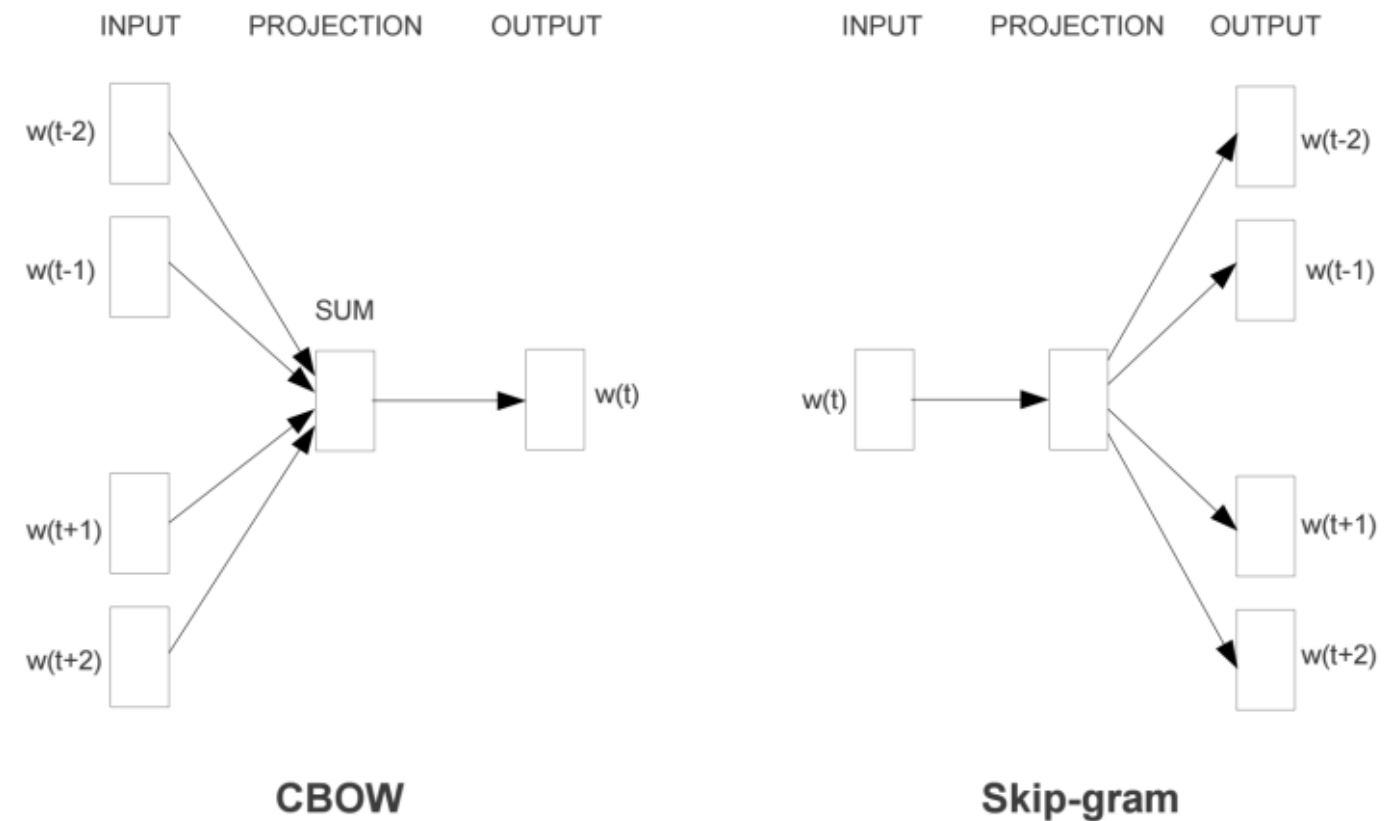 INPUT PROJECTION OUTPUT
w(t-2)
w(t-1)
SUM
w(t)
w(t+1)
w(t+2)
CBOW
INPUT PROJECTION OUTPUT
w(t-2)
w(t-1)
w(t)
w(t+1)
w(t+2)
Skip-gram